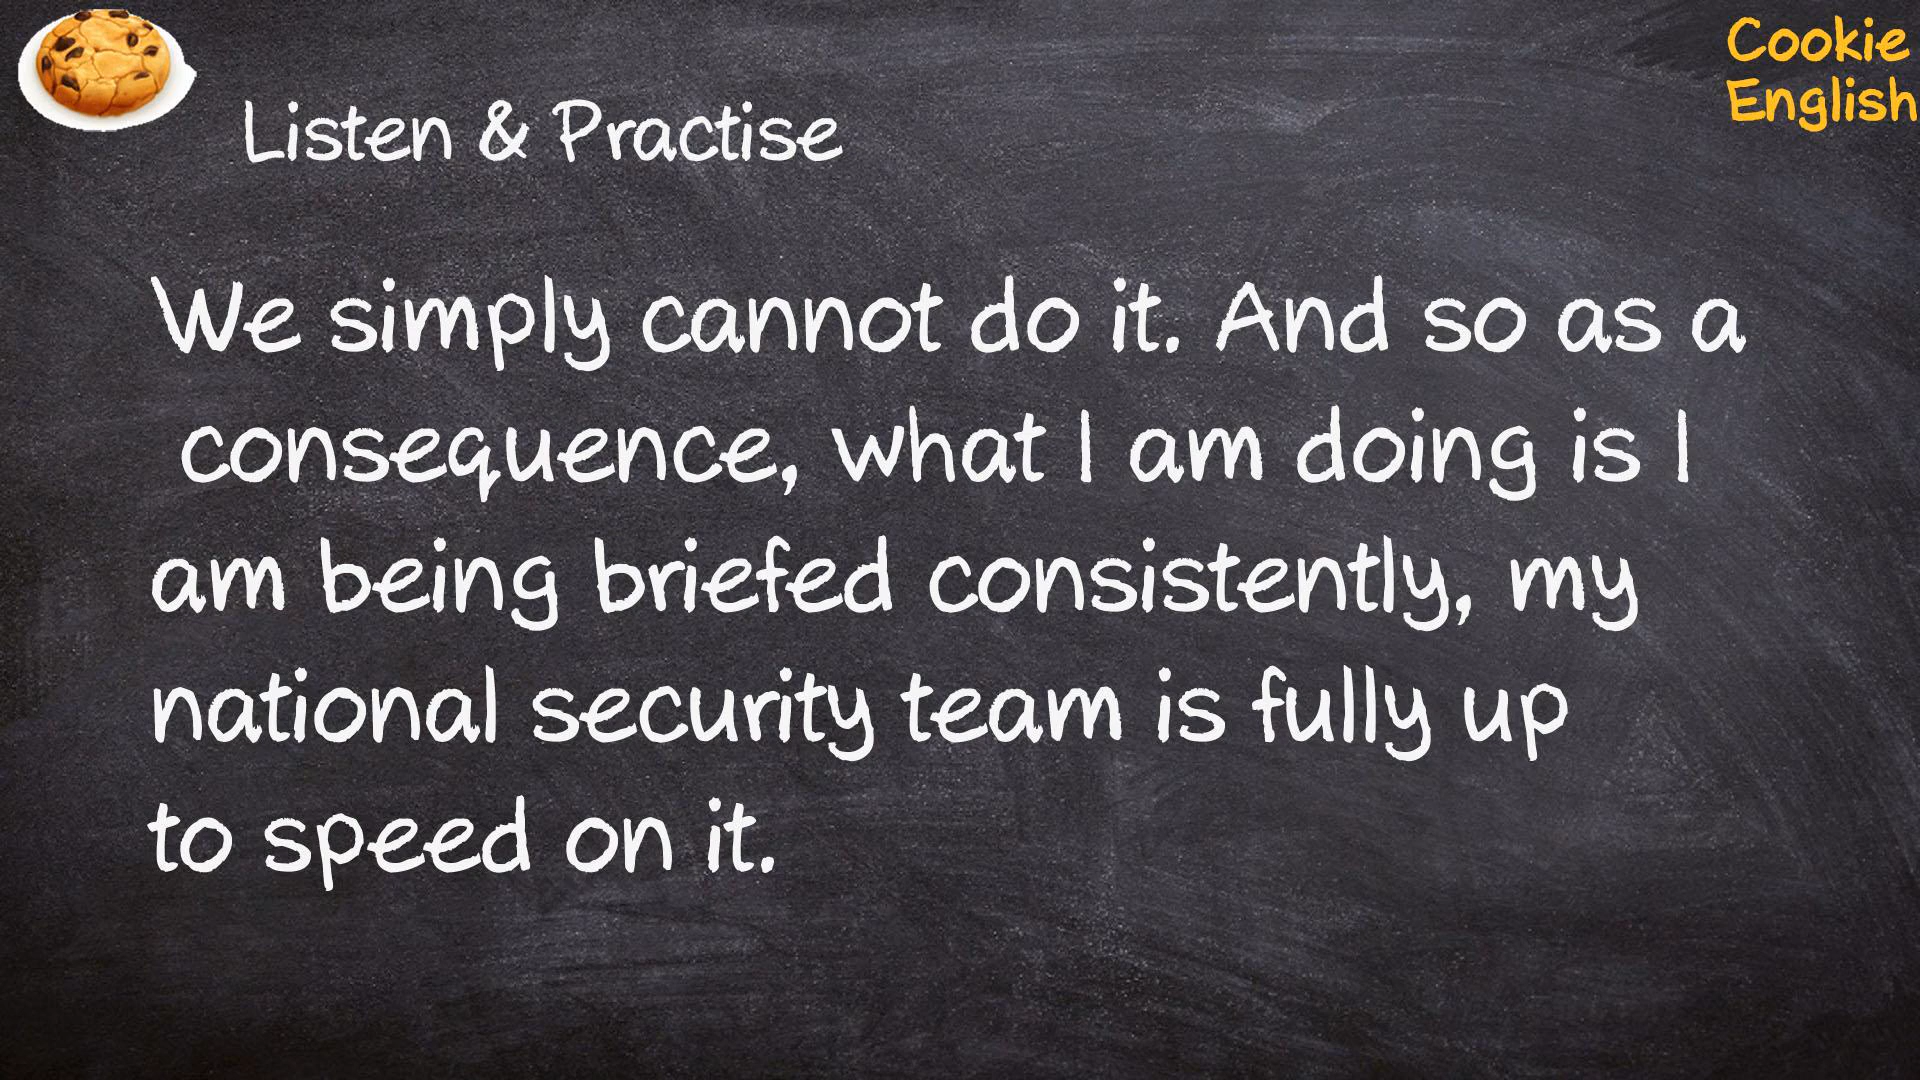 Cookie
English
Listen & Practise
We simply cannot do it. And so as a
consequence, what I am doing is I
am being briefed consistently, my
national security team is fully up
to speed on it.